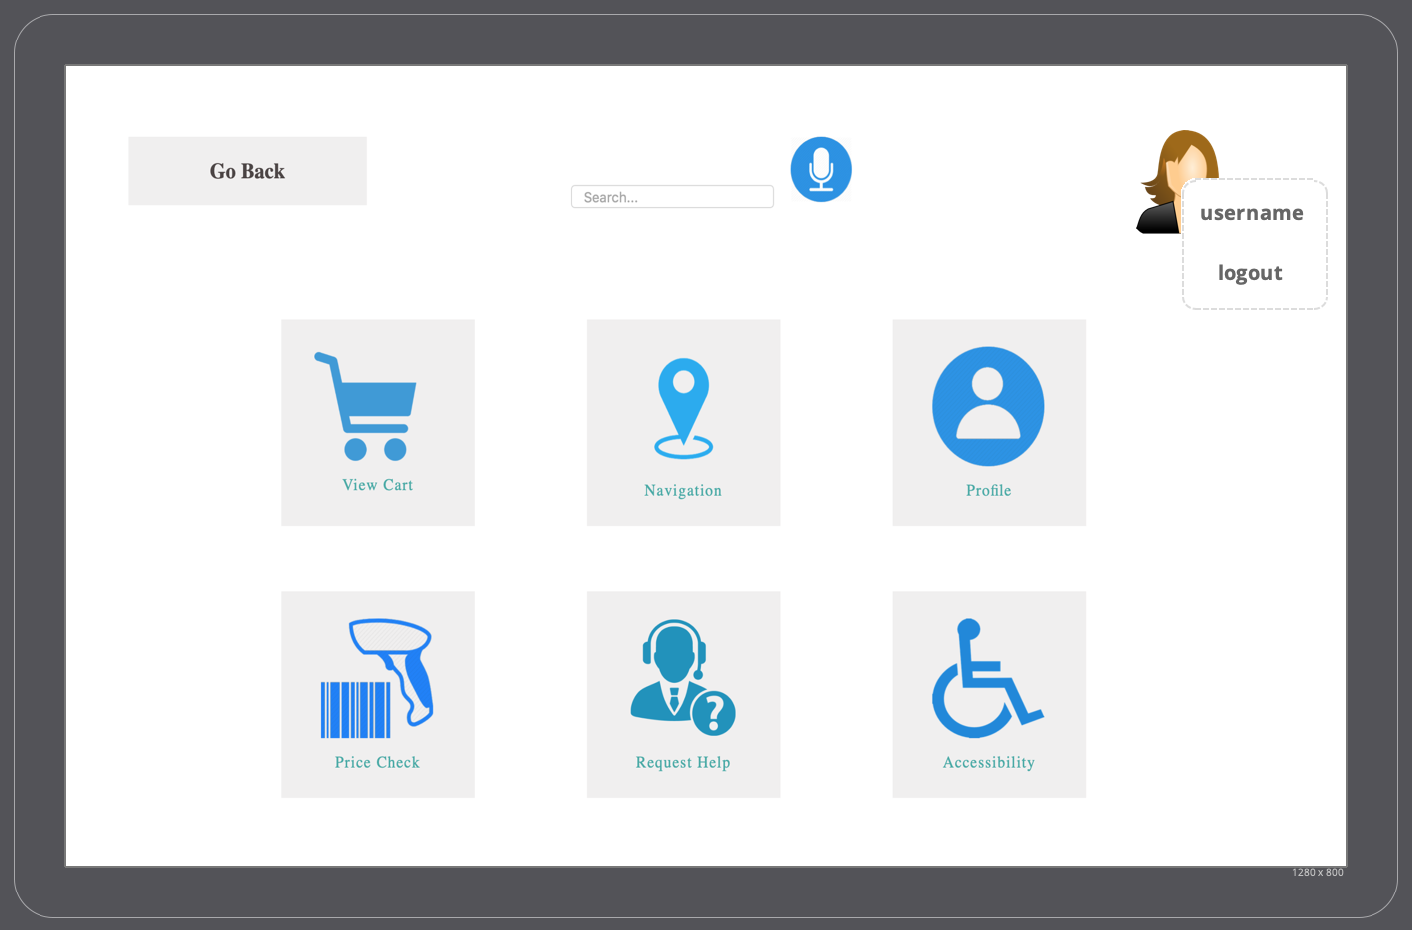 Go Back
Search...
username
logout
View Cart
Navigation
Profile
Price Check
Request Help
?
Accessibility
1280 x 800